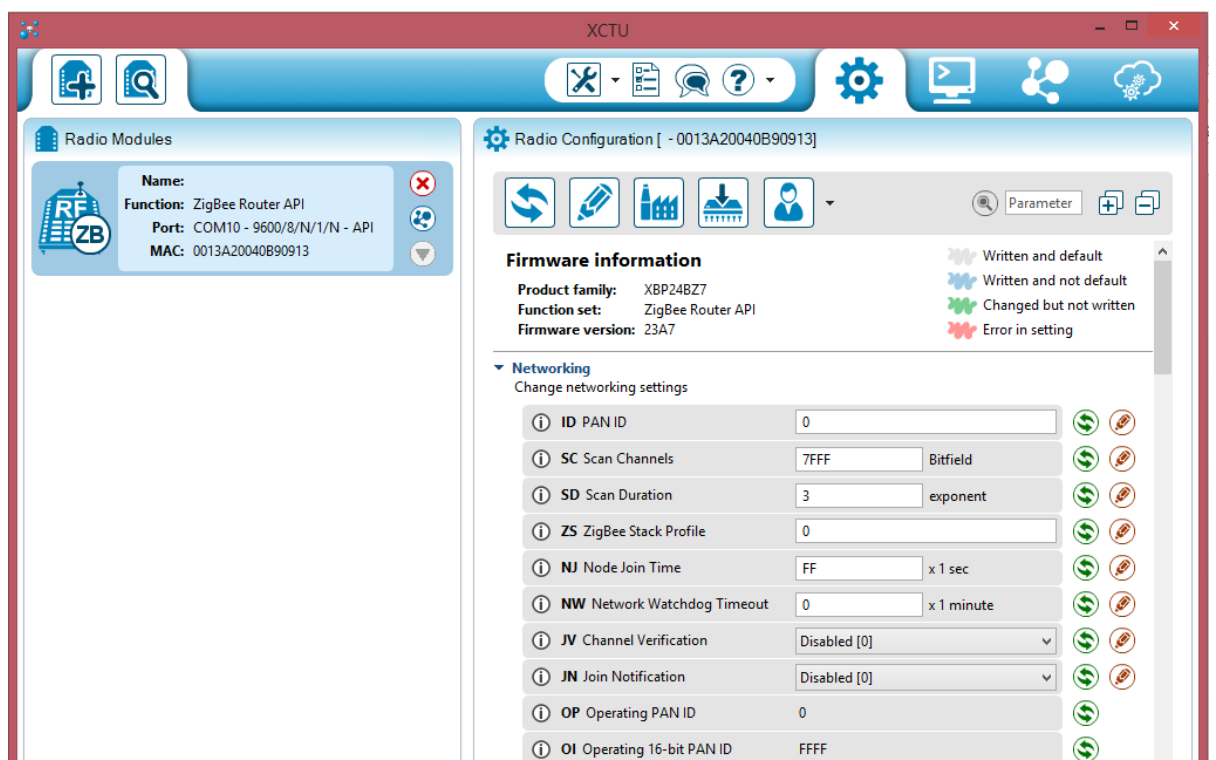 XCTU
Radio Modules
Name:
Function: ZigBee Router API
Port: COM10 - 9600/8/N/1/N - API
MAC: 0013A20040B90913
RF
ZB
Radio Configuration [ - 0013A20040B90913]
Parameter
Firmware information
Product family: XBP24BZ7
Function set: ZigBee Router API
Firmware version: 23A7
Written and default
Written and not default
Changed but not written
Error in setting
Networking
Change networking settings
ID PAN ID 0
SC Scan Channels 7FFF Bitfield
SD Scan Duration 3 exponent
ZS ZigBee Stack Profile 0
NJ Node Join Time FF x 1 sec
NW Network Watchdog Timeout 0 x 1 minute
JV Channel Verification Disabled [0]
JN Join Notification Disabled [0]
OP Operating PAN ID 0
OI Operating 16-bit PAN ID FFFF